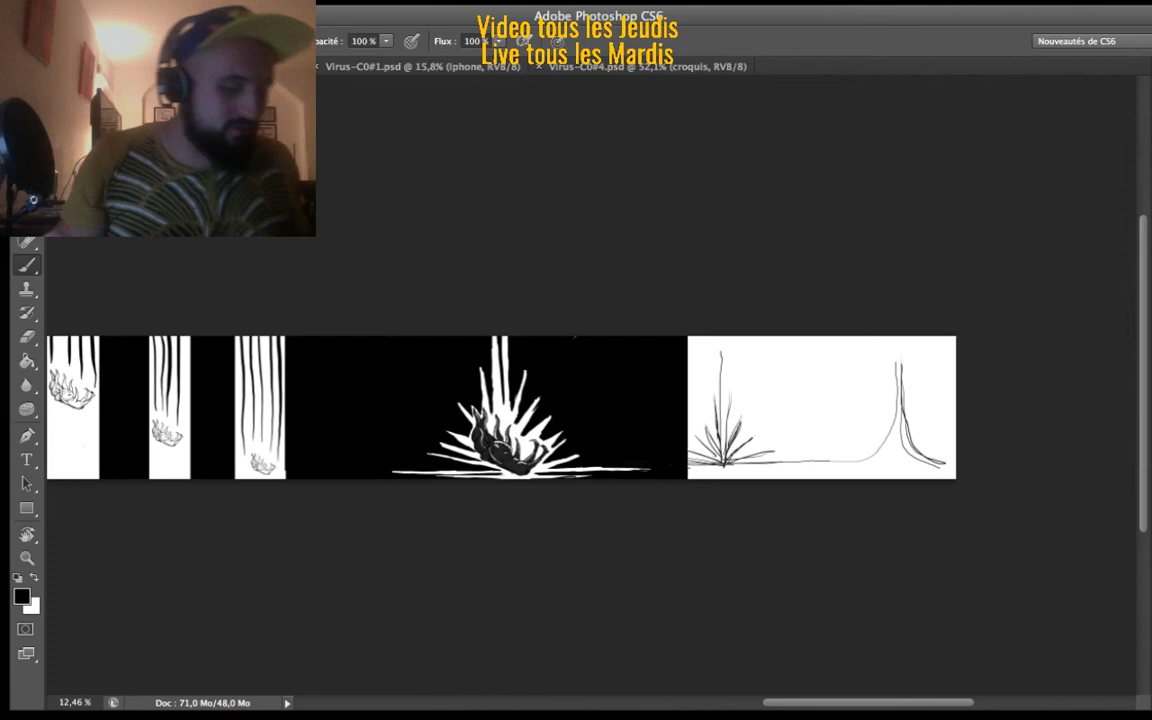 Adobe Photoshop CS6
Video tous les Jeudis
Live tous les Mardis
pacité : 100 % Flux : 100 % Nouveautés de CS6
Virus-C0#1.psd @ 15,8% (iphone, RVB/8) Virus-C0#4.psd @ 52,1% (croquis, RVB/8)
12,46 % Doc : 71,0 Mo/48,0 Mo